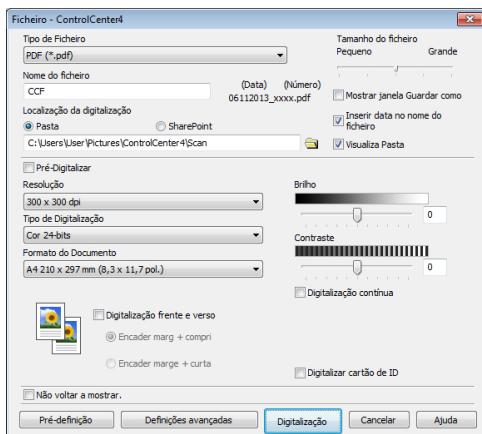 Ficheiro - ControlCenter4
Tipo de Ficheiro
PDF (*.pdf)
Nome do ficheiro
CCF
(Data) (Número)
06112013_xxxx.pdf
Localização da digitalização
Pasta
SharePoint
C:\Users\User\Pictures\ControlCenter4\Scan
Tamanho do ficheiro
Pequeno Grande
Mostrar janela Guardar como
Inserir data no nome do
ficheiro
Visualiza Pasta
Pré-Digitalizar
Resolução
300 x 300 dpi
Tipo de Digitalização
Cor 24-bits
Formato do Documento
A4 210 x 297 mm (8,3 x 11,7 pol.)
Brilho
0
Contraste
0
Digitalização contínua
Digitalização frente e verso
Encader marg + compri
Encader marge + curta
Digitalizar cartão de ID
Não voltar a mostrar.
Pré-definição
Definições avançadas
Digitalização
Cancelar
Ajuda